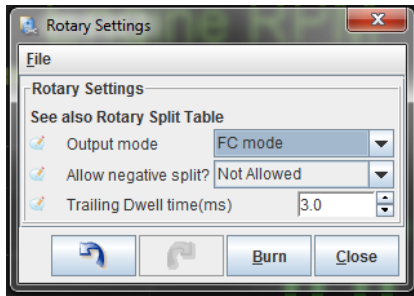 Rotary Settings
File
Rotary Settings
See also Rotary Split Table
Output mode FC mode
Allow negative split? Not Allowed
Trailing Dwell time(ms) 3.0
Burn Close